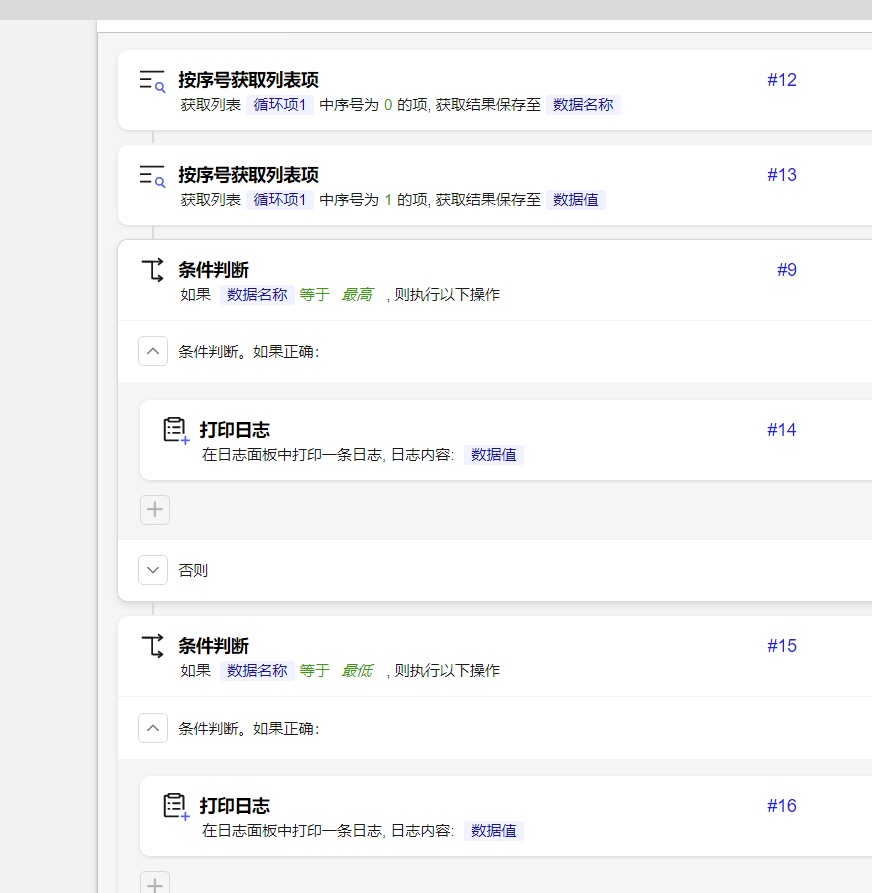 按序号获取列表项 #12
获取列表 循环项1 中序号为 0 的项, 获取结果保存至 数据名称
按序号获取列表项 #13
获取列表 循环项1 中序号为 1 的项, 获取结果保存至 数据值
条件判断 #9
如果 数据名称 等于 最高 , 则执行以下操作
条件判断。如果正确:
打印日志 #14
在日志面板中打印一条日志, 日志内容: 数据值
否则
条件判断 #15
如果 数据名称 等于 最低 , 则执行以下操作
条件判断。如果正确:
打印日志 #16
在日志面板中打印一条日志, 日志内容: 数据值